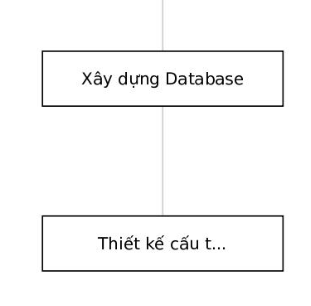 Xây dựng Database
Thiết kế cấu t...